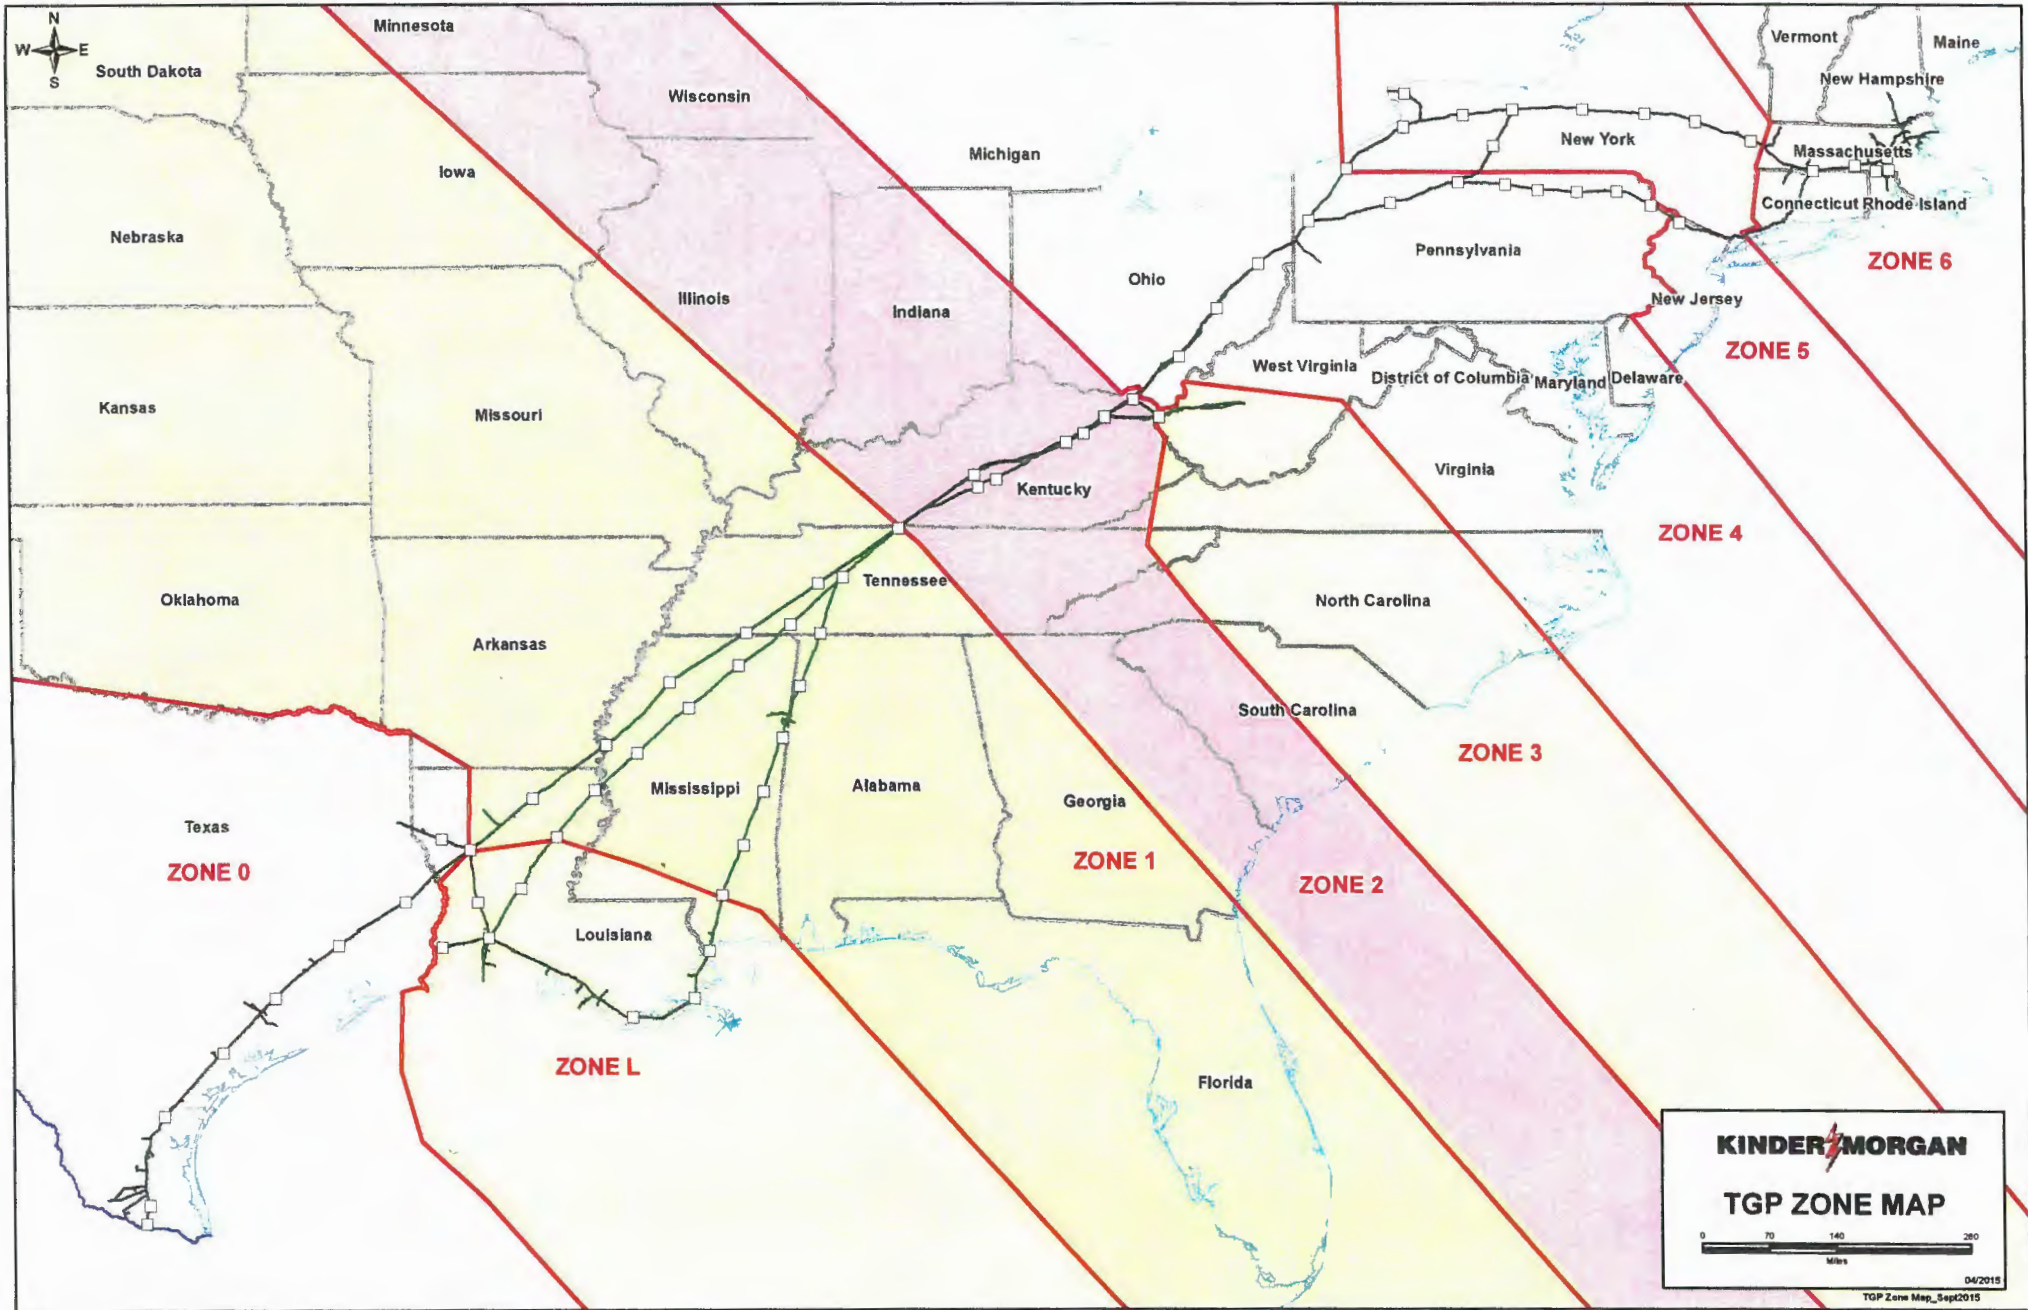 N
W E
S
Minnesota
Vermont
Maine
South Dakota
New Hampshire
Wisconsin
New York
Michigan
Massachusetts
Iowa
Connecticut Rhode Island
Nebraska
Pennsylvania
ZONE 6
Ohio
Illinois
Indiana
New Jersey
ZONE 5
West Virginia
District of Columbia
Maryland
Delaware
Kansas
Missouri
Virginia
Kentucky
ZONE 4
Tennessee
Oklahoma
North Carolina
Arkansas
South Carolina
ZONE 3
Mississippi
Alabama
Georgia
Texas
ZONE 0
ZONE 1
ZONE 2
Louisiana
ZONE L
Florida
KINDER MORGAN
TGP ZONE MAP
0 70 140 280
Miles
04/2015
TGP Zone Map_Sept2015